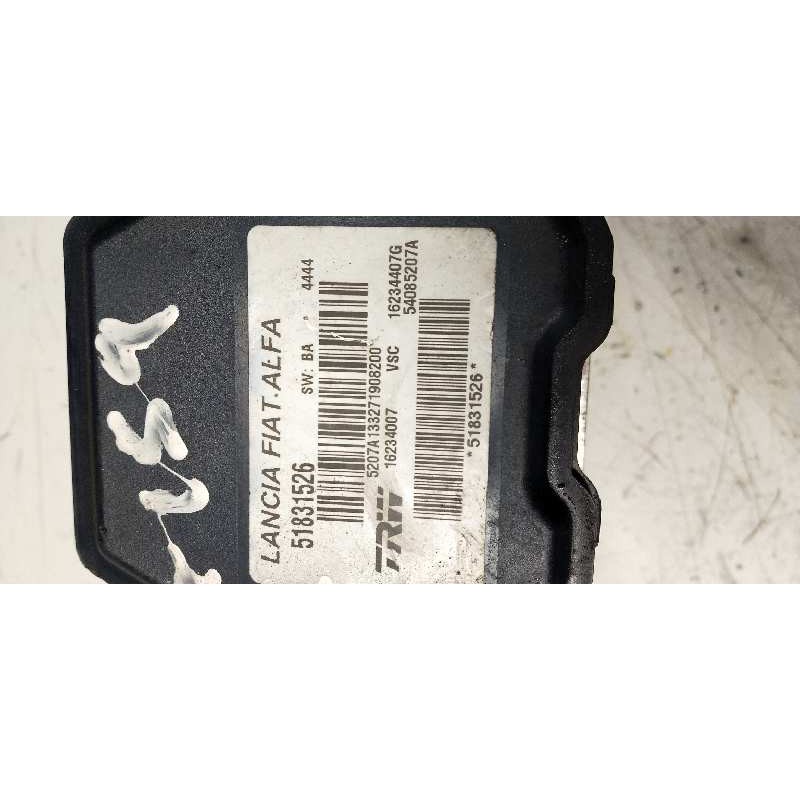 LANCIA FIAT.ALFA
51831526
SW: BA * 4444
5207A133271908200
16234007 VSC 16234407G
54085207A
TRW
*51831526*